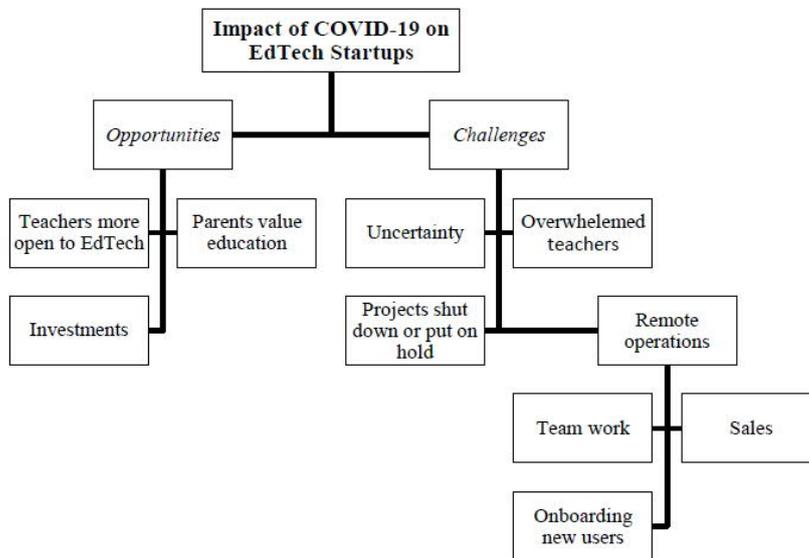 Impact of COVID-19 on
EdTech Startups
Opportunities
Challenges
Teachers more
open to EdTech
Parents value
education
Uncertainty
Overwhelemed
teachers
Investments
Projects shut
down or put on
hold
Remote
operations
Team work
Sales
Onboarding
new users